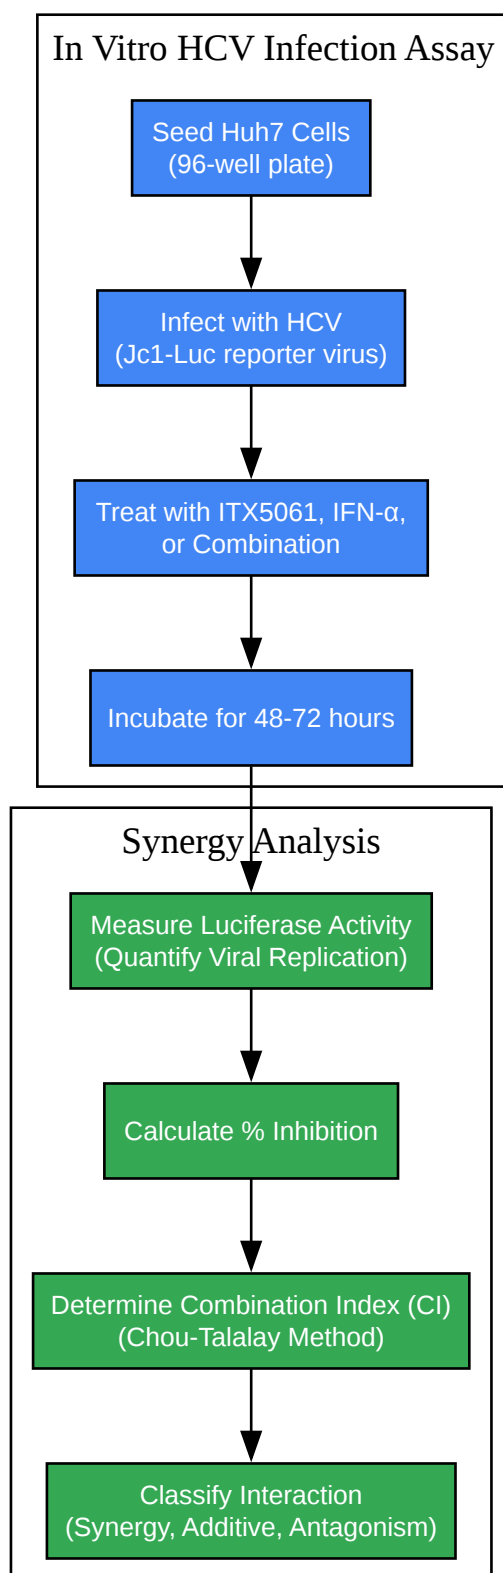 In Vitro HCV Infection Assay
Seed Huh7 Cells
(96-well plate)
Infect with HCV
(Jc1-Luc reporter virus)
Treat with ITX5061, IFN-α,
or Combination
Incubate for 48-72 hours
Synergy Analysis
Measure Luciferase Activity
(Quantify Viral Replication)
Calculate % Inhibition
Determine Combination Index (CI)
(Chou-Talalay Method)
Classify Interaction
(Synergy, Additive, Antagonism)